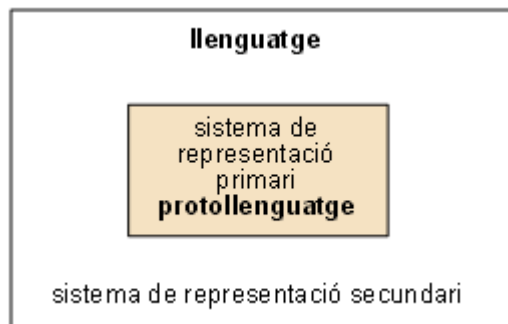 llenguatge
sistema de
representació
primari
protollenguatge
sistema de representació secundari